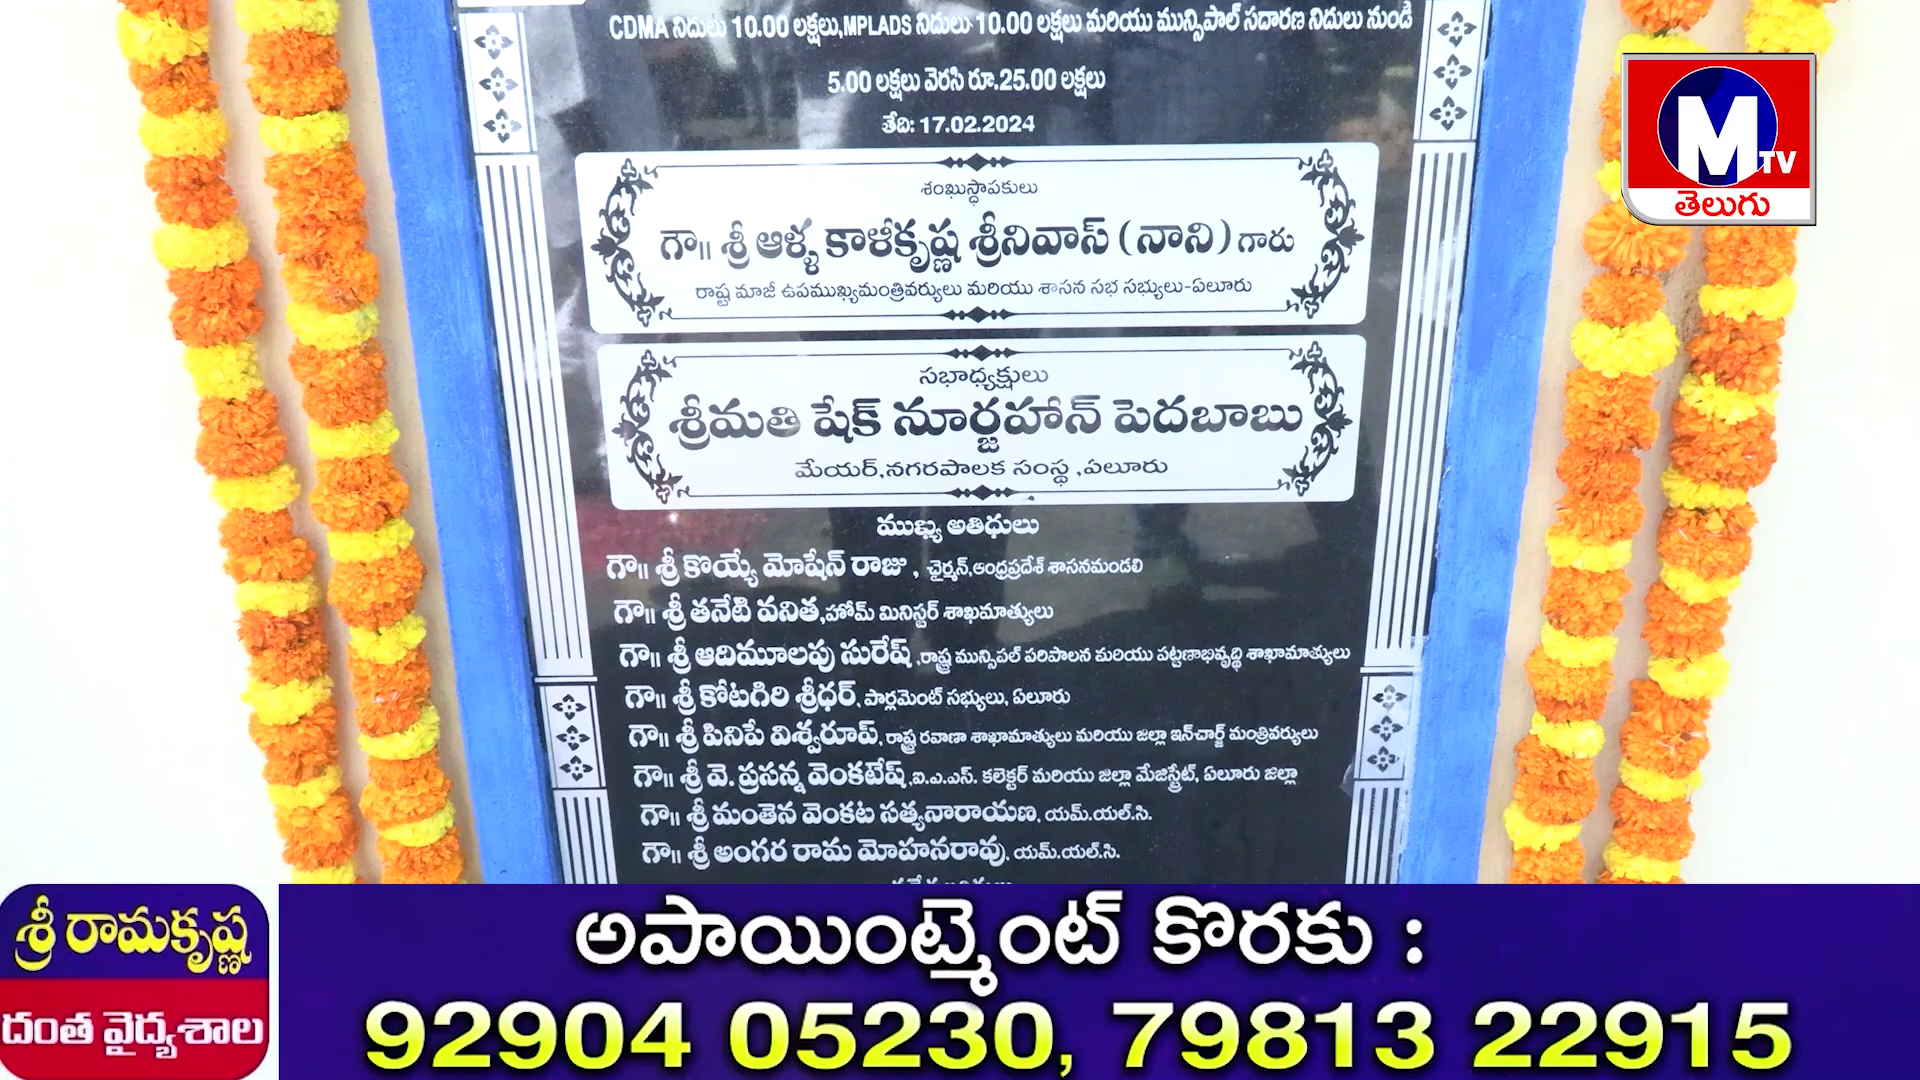 CDMA నిదులు 10.00 లక్షలు,MPLADS నిదులు 10.00 లక్షలు మరియు మున్సిపాల్ సదారణ నిదులు నుండి
5.00 లక్షలు వెరసి రూ.25.00 లక్షలు
తేది: 17.02.2024
శంఖుస్థాపకులు
గౌ|| శ్రీ ఆళ్ళ కాళీకృష్ణ శ్రీనివాస్ (నాని) గారు
రాష్ట్ర మాజీ ఉపముఖ్యమంత్రివర్యులు మరియు శాసన సభ సభ్యులు-ఏలూరు
సభాధ్యక్షులు
శ్రీమతి షేక్ నూర్జహాన్ పెదబాబు
మేయర్,నగరపాలక సంస్థ ,ఏలూరు
ముఖ్య అతిధులు
గౌ|| శ్రీ కొయ్యే మోషేన్ రాజు , ఛైర్మన్,ఆంధ్రప్రదేశ్ శాసనమండలి
గౌ|| శ్రీ తనేటి వనిత,హోమ్ మినిస్టర్ శాఖమాత్యులు
గౌ|| శ్రీ ఆదిమూలపు సురేష్ ,రాష్ట్ర మున్సిపల్ పరిపాలన మరియు పట్టణాభివృద్ధి శాఖామాత్యులు
గౌ|| శ్రీ కోటగిరి శ్రీధర్, పార్లమెంట్ సభ్యులు, ఏలూరు
గౌ|| శ్రీ పినిపే విశ్వరూప్, రాష్ట్ర రవాణా శాఖామాత్యులు మరియు జిల్లా ఇన్‌చార్జ్ మంత్రివర్యులు
గౌ|| శ్రీ వె. ప్రసన్న వెంకటేష్,ఐ.ఎ.ఎస్. కలెక్టర్ మరియు జిల్లా మేజిస్ట్రేట్, ఏలూరు జిల్లా
గౌ|| శ్రీ మంతెన వెంకట సత్యనారాయణ, యమ్.యల్.సి.
గౌ|| శ్రీ అంగర రామ మోహనరావు, యమ్.యల్.సి.
M TV
తెలుగు
శ్రీ రామకృష్ణ
దంత వైద్యశాల
అపాయింట్మెంట్ కొరకు :
92904 05230, 79813 22915